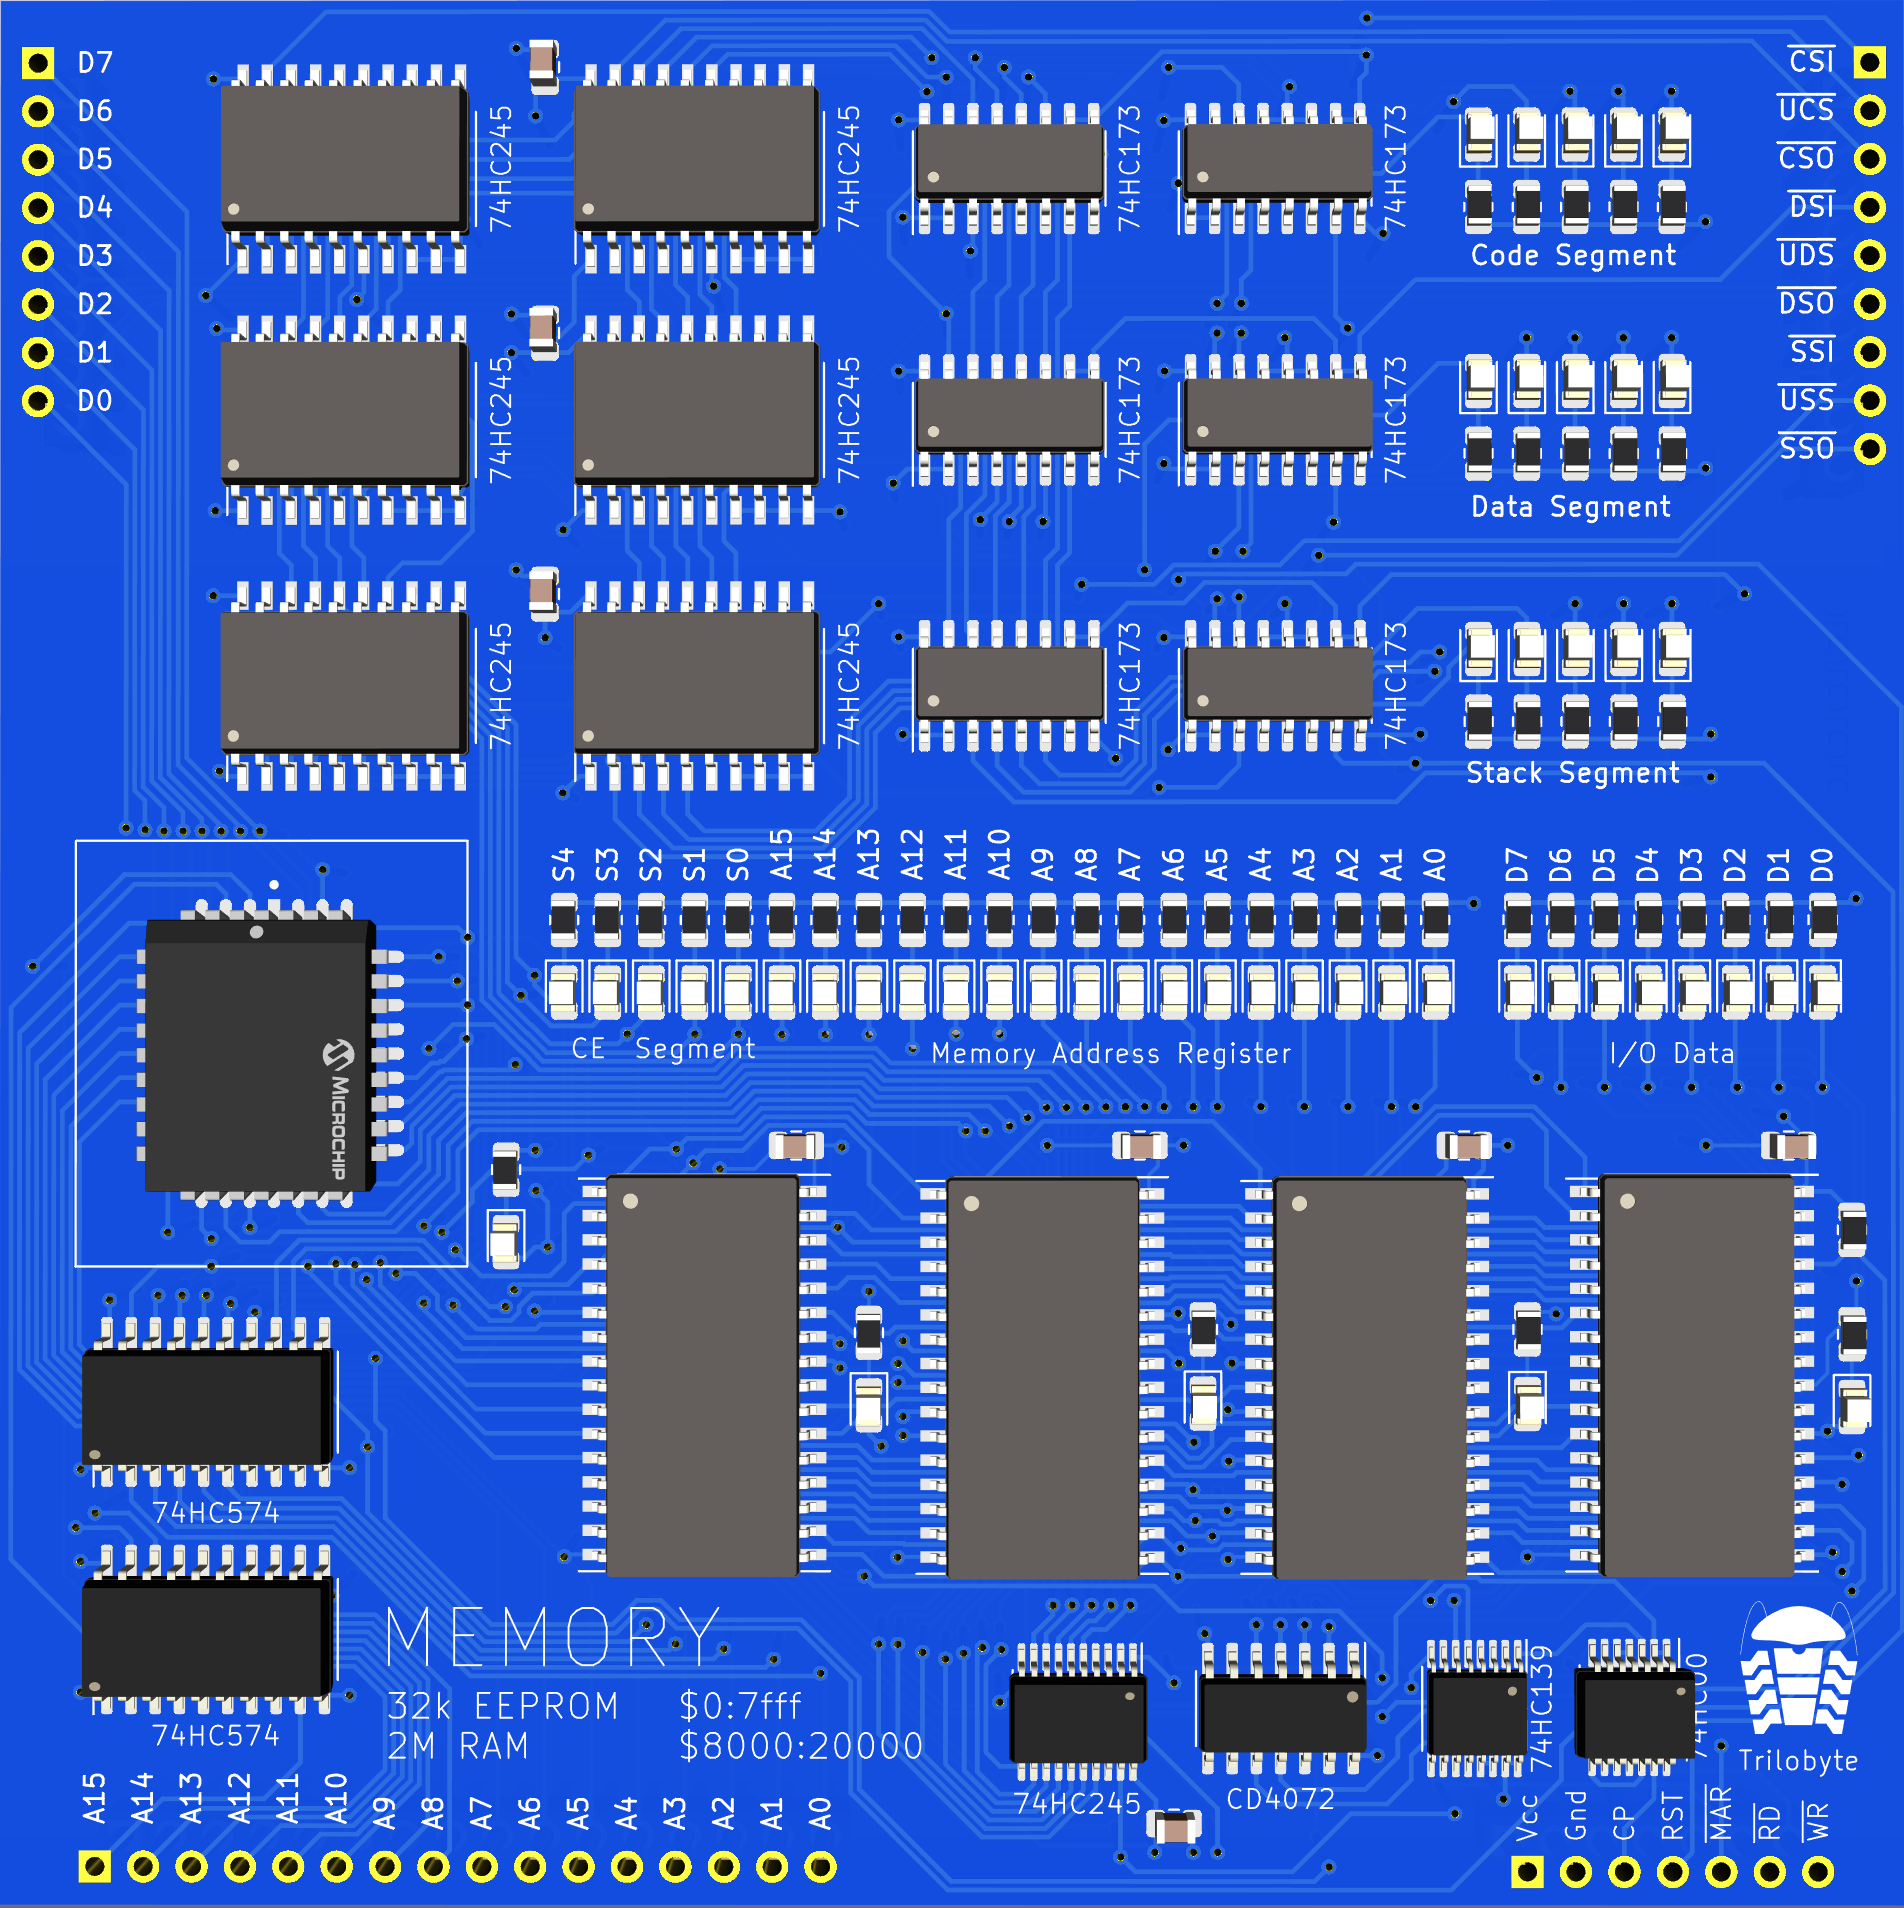 D7
D6
D5
D4
D3
D2
D1
D0
74HC245
74HC245
74HC173
74HC173
Code Segment
CSI
UCS
CSO
DSI
UDS
DSO
SSI
USS
SSO
74HC245
74HC245
74HC173
74HC173
Data Segment
74HC245
74HC245
74HC173
74HC173
Stack Segment
S4 S3 S2 S1 S0 A15 A14 A13 A12 A11 A10 A9 A8 A7 A6 A5 A4 A3 A2 A1 A0
D7 D6 D5 D4 D3 D2 D1 D0
CE Segment
Memory Address Register
I/O Data
MICROCHIP
74HC574
74HC574
MEMORY
32k EEPROM $0:7fff
2M RAM $8000:20000
74HC245
CD4072
74HC139
74HC00
Trilobyte
A15 A14 A13 A12 A11 A10 A9 A8 A7 A6 A5 A4 A3 A2 A1 A0
Vcc Gnd CP RST MAR RD WR